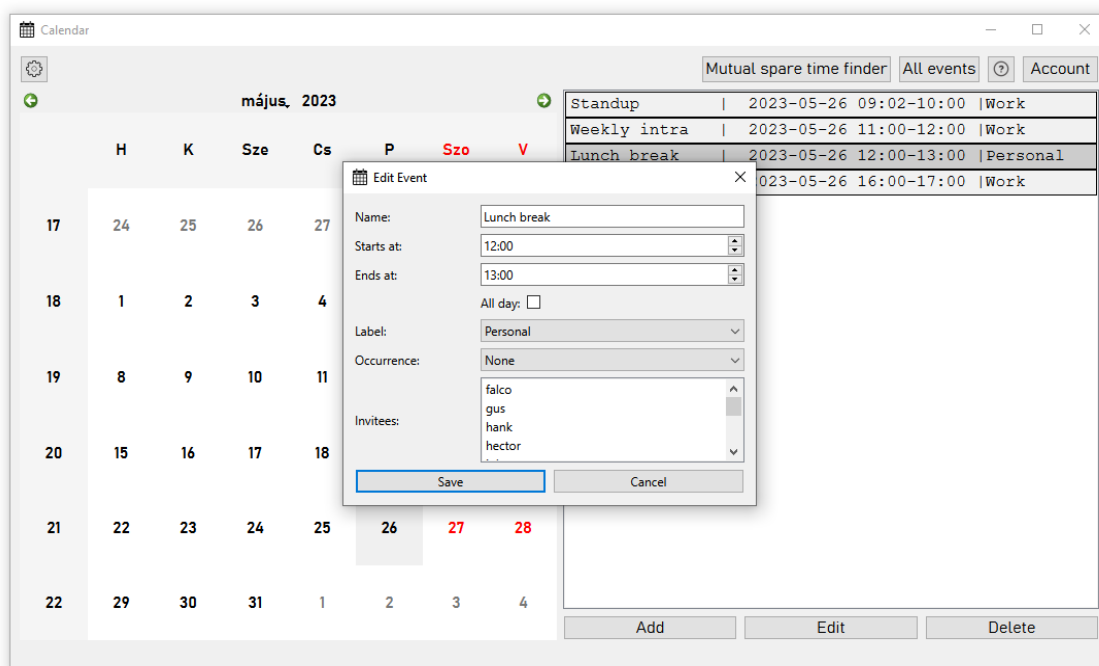 Calendar
Mutual spare time finder All events ? Account
május, 2023
H K Sze Cs P Szo V
17 24 25 26 27
18 1 2 3 4
19 8 9 10 11
20 15 16 17 18
21 22 23 24 25 26 27 28
22 29 30 31 1 2 3 4
Standup | 2023-05-26 09:02-10:00 |Work
Weekly intra | 2023-05-26 11:00-12:00 |Work
Lunch break | 2023-05-26 12:00-13:00 |Personal
2023-05-26 16:00-17:00 |Work
Edit Event
Name: Lunch break
Starts at: 12:00
Ends at: 13:00
All day:
Label: Personal
Occurrence: None
Invitees:
falco
gus
hank
hector
Save Cancel
Add Edit Delete